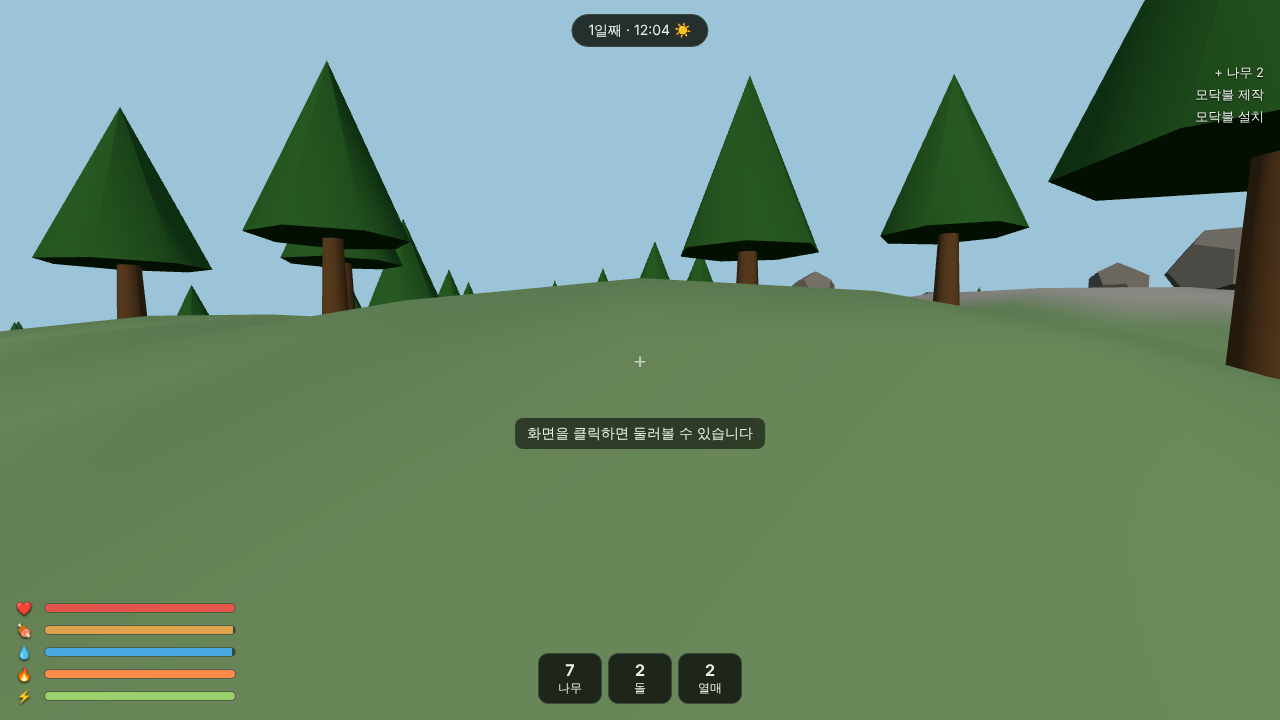 1일째 · 12:04 ☀️
+ 나무 2
모닥불 제작
모닥불 설치
+
화면을 클릭하면 둘러볼 수 있습니다
7
나무
2
돌
2
열매